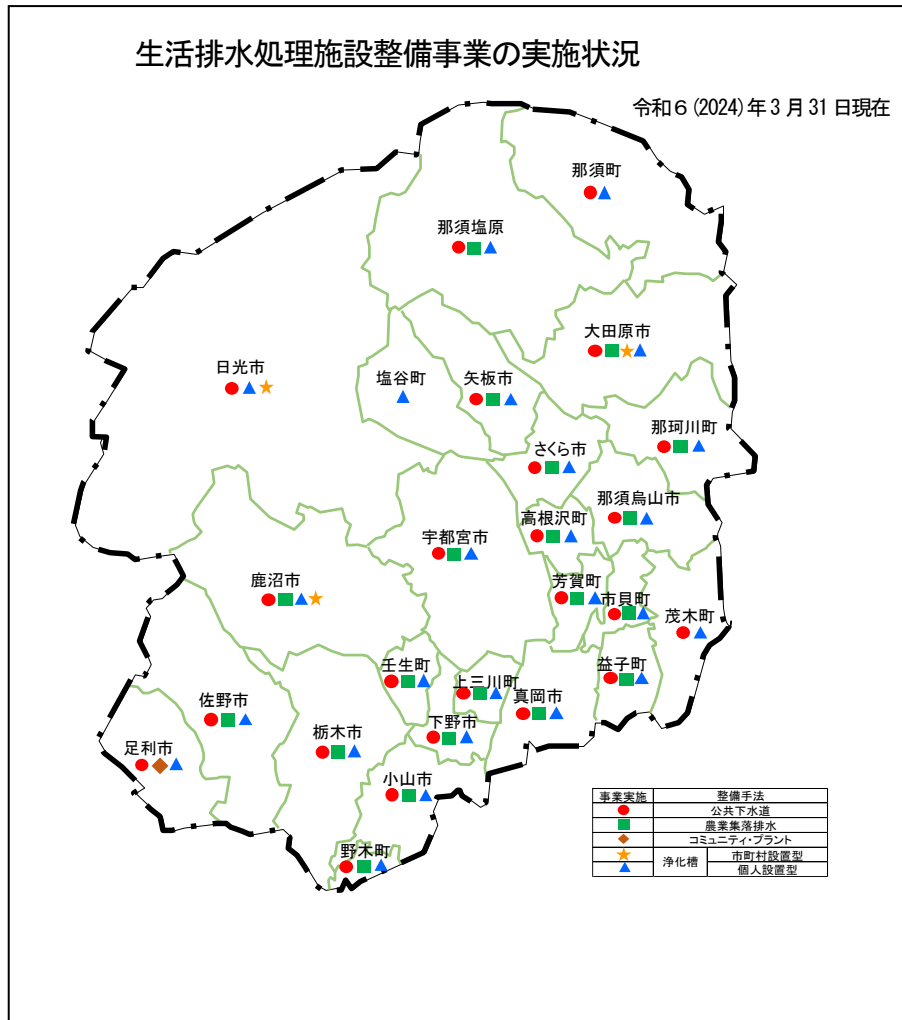 生活排水処理施設整備事業の実施状況
令和６(2024)年３月31日現在
那須町
那須塩原
大田原市
日光市
塩谷町
矢板市
那珂川町
さくら市
那須烏山市
高根沢町
宇都宮市
鹿沼市
芳賀町
市貝町
茂木町
壬生町
上三川町
益子町
真岡市
佐野市
栃木市
下野市
足利市
小山市
野木町
事業実施 整備手法
公共下水道
農業集落排水
コミュニティ・プラント
浄化槽 市町村設置型
個人設置型